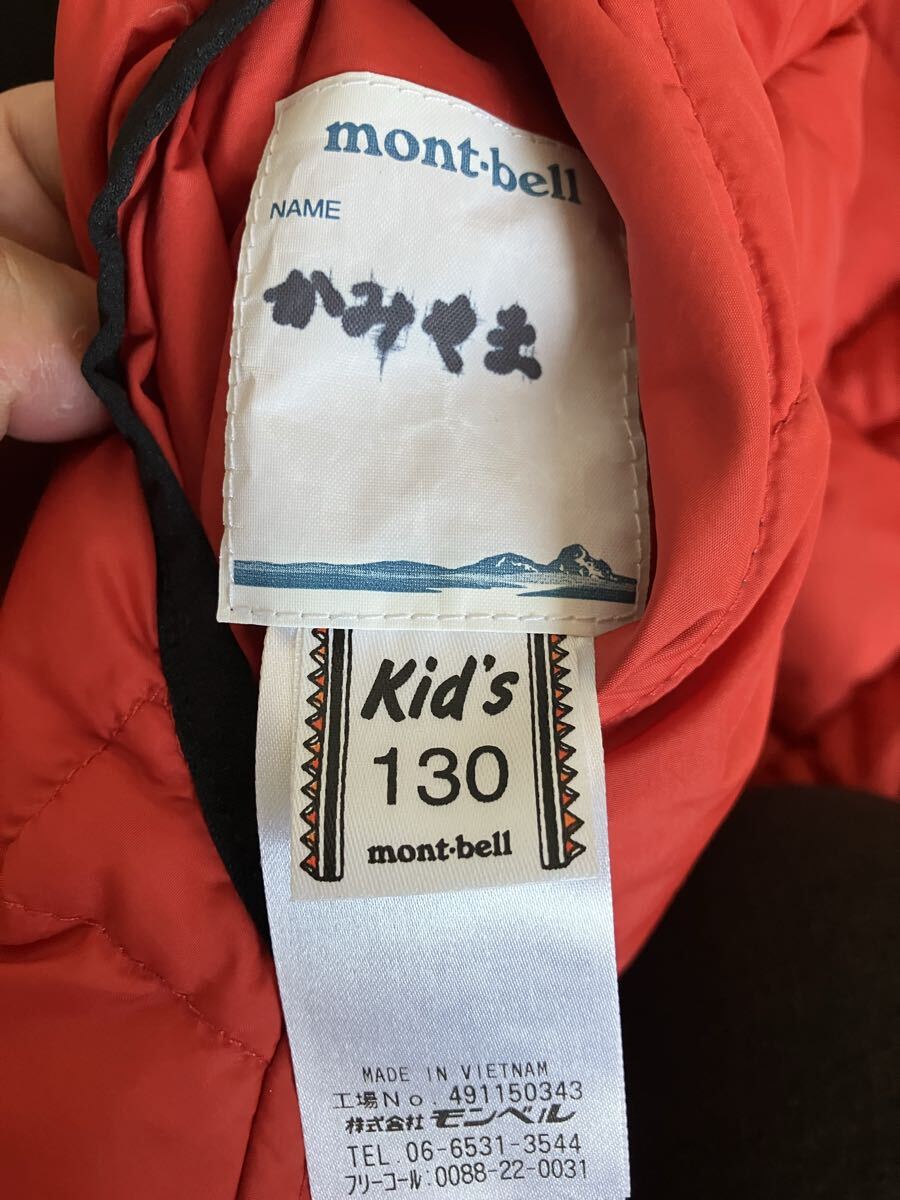 mont-bell
NAME
かみやま
Kid's
130
mont-bell
MADE IN VIETNAM
工場No. 491150343
株式会社 モンベル
TEL 06-6531-3544
フリーコール:0088-22-0031